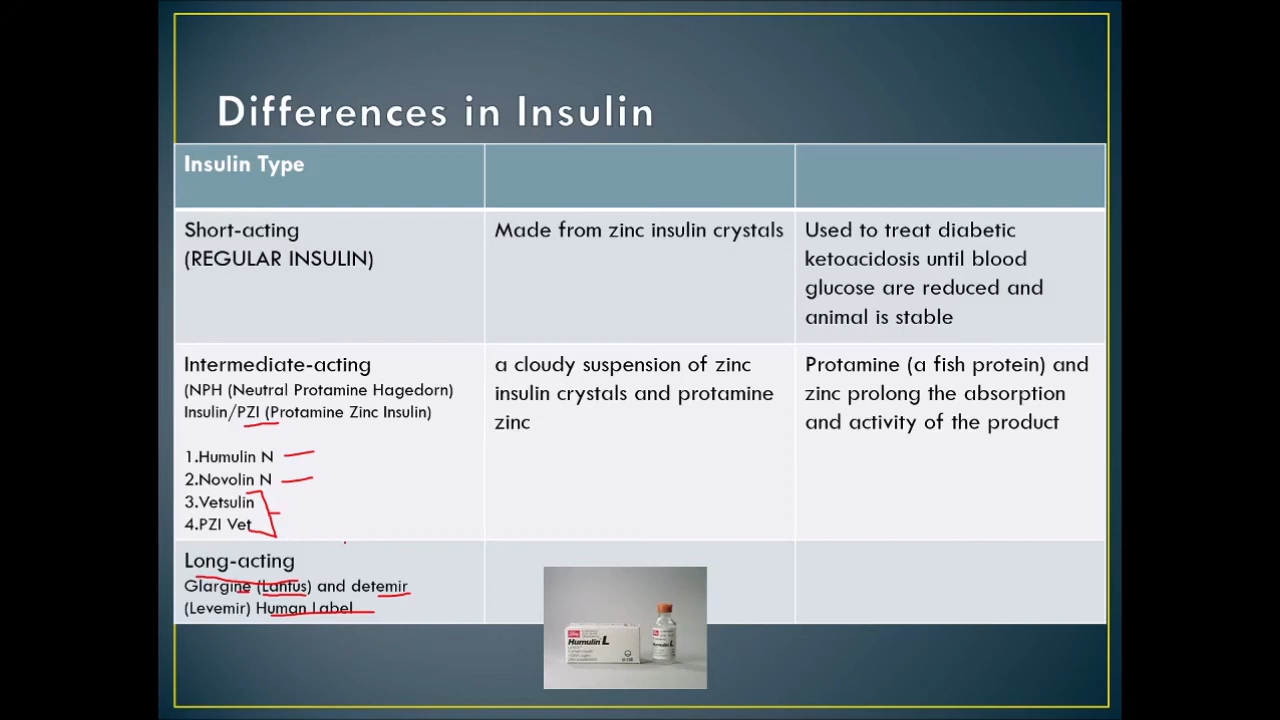 Differences in Insulin
Insulin Type
Short-acting
(REGULAR INSULIN)
Made from zinc insulin crystals
Used to treat diabetic
ketoacidosis until blood
glucose are reduced and
animal is stable
Intermediate-acting
(NPH (Neutral Protamine Hagedorn)
Insulin/PZI (Protamine Zinc Insulin)
1.Humulin N
2.Novolin N
3.Vetsulin
4.PZI Vet
a cloudy suspension of zinc
insulin crystals and protamine
zinc
Protamine (a fish protein) and
zinc prolong the absorption
and activity of the product
Long-acting
Glargine (Lantus) and detemir
(Levemir) Human Label
Humulin L
Humulin L